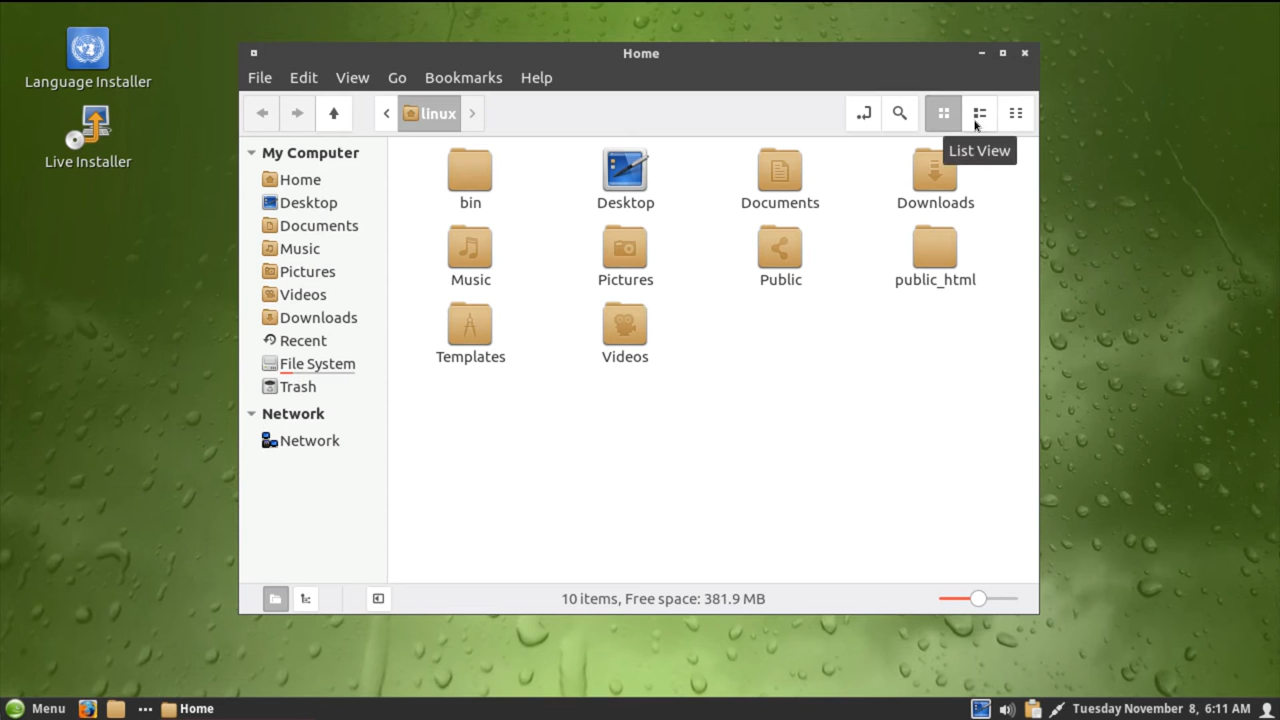 Language Installer
Live Installer
Home
File Edit View Go Bookmarks Help
linux
List View
My Computer
Home
Desktop
Documents
Music
Pictures
Videos
Downloads
Recent
File System
Trash
Network
Network
bin Desktop Documents Downloads
Music Pictures Public public_html
Templates Videos
10 items, Free space: 381.9 MB
Menu Home Tuesday November 8, 6:11 AM